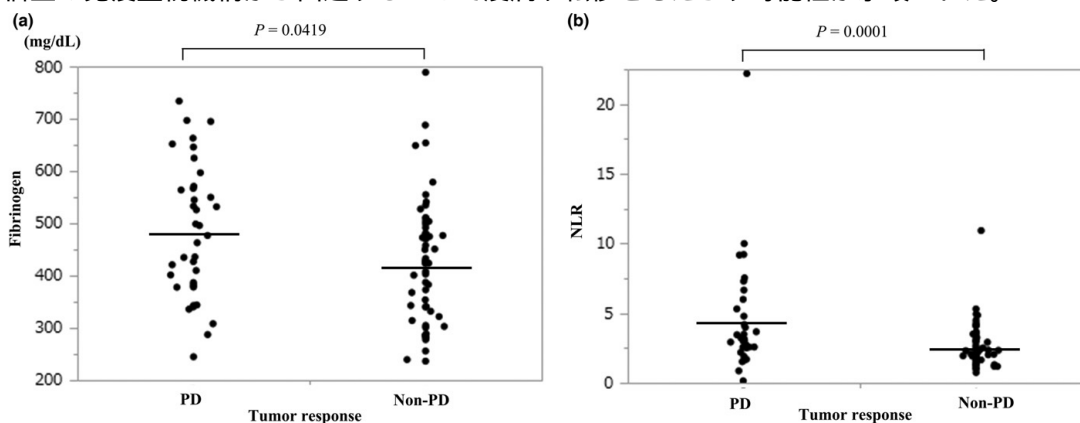 (a)
(mg/dL)
P = 0.0419
800
700
600
500
400
300
200
Fibrinogen
PD
Non-PD
Tumor response
(b)
P = 0.0001
20
15
10
5
0
NLR
PD
Non-PD
Tumor response